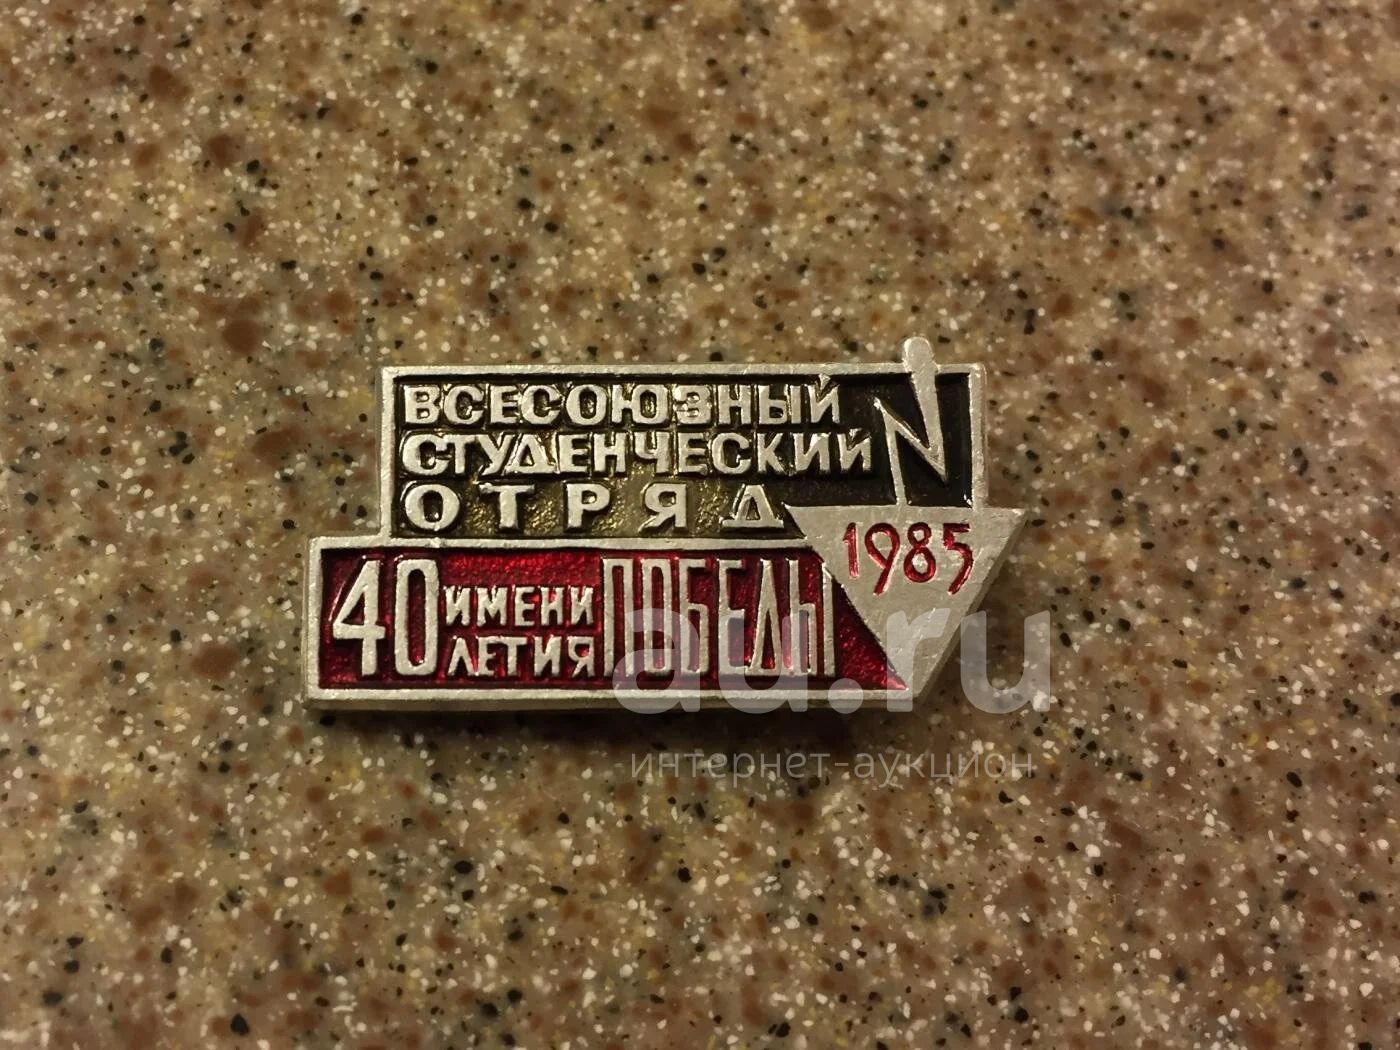 ВСЕСОЮЗНЫЙ
СТУДЕНЧЕСКИЙ
ОТРЯД
1985
40 ИМЕНИ
ЛЕТИЯ ПОБЕДЫ
au.ru
интернет-аукцион